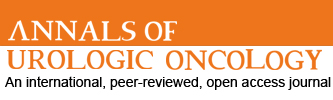 ANNALS OF
UROLOGIC ONCOLOGY
An international, peer-reviewed, open access journal